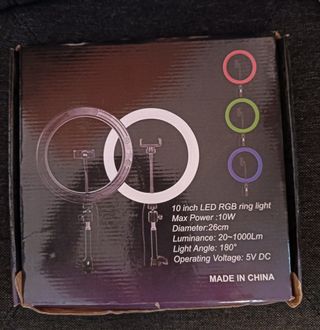 10 inch LED RGB ring light
Max Power :10W
Diameter:26cm
Luminance: 20~1000Lm
Light Angle: 180°
Operating Voltage: 5V DC
MADE IN CHINA